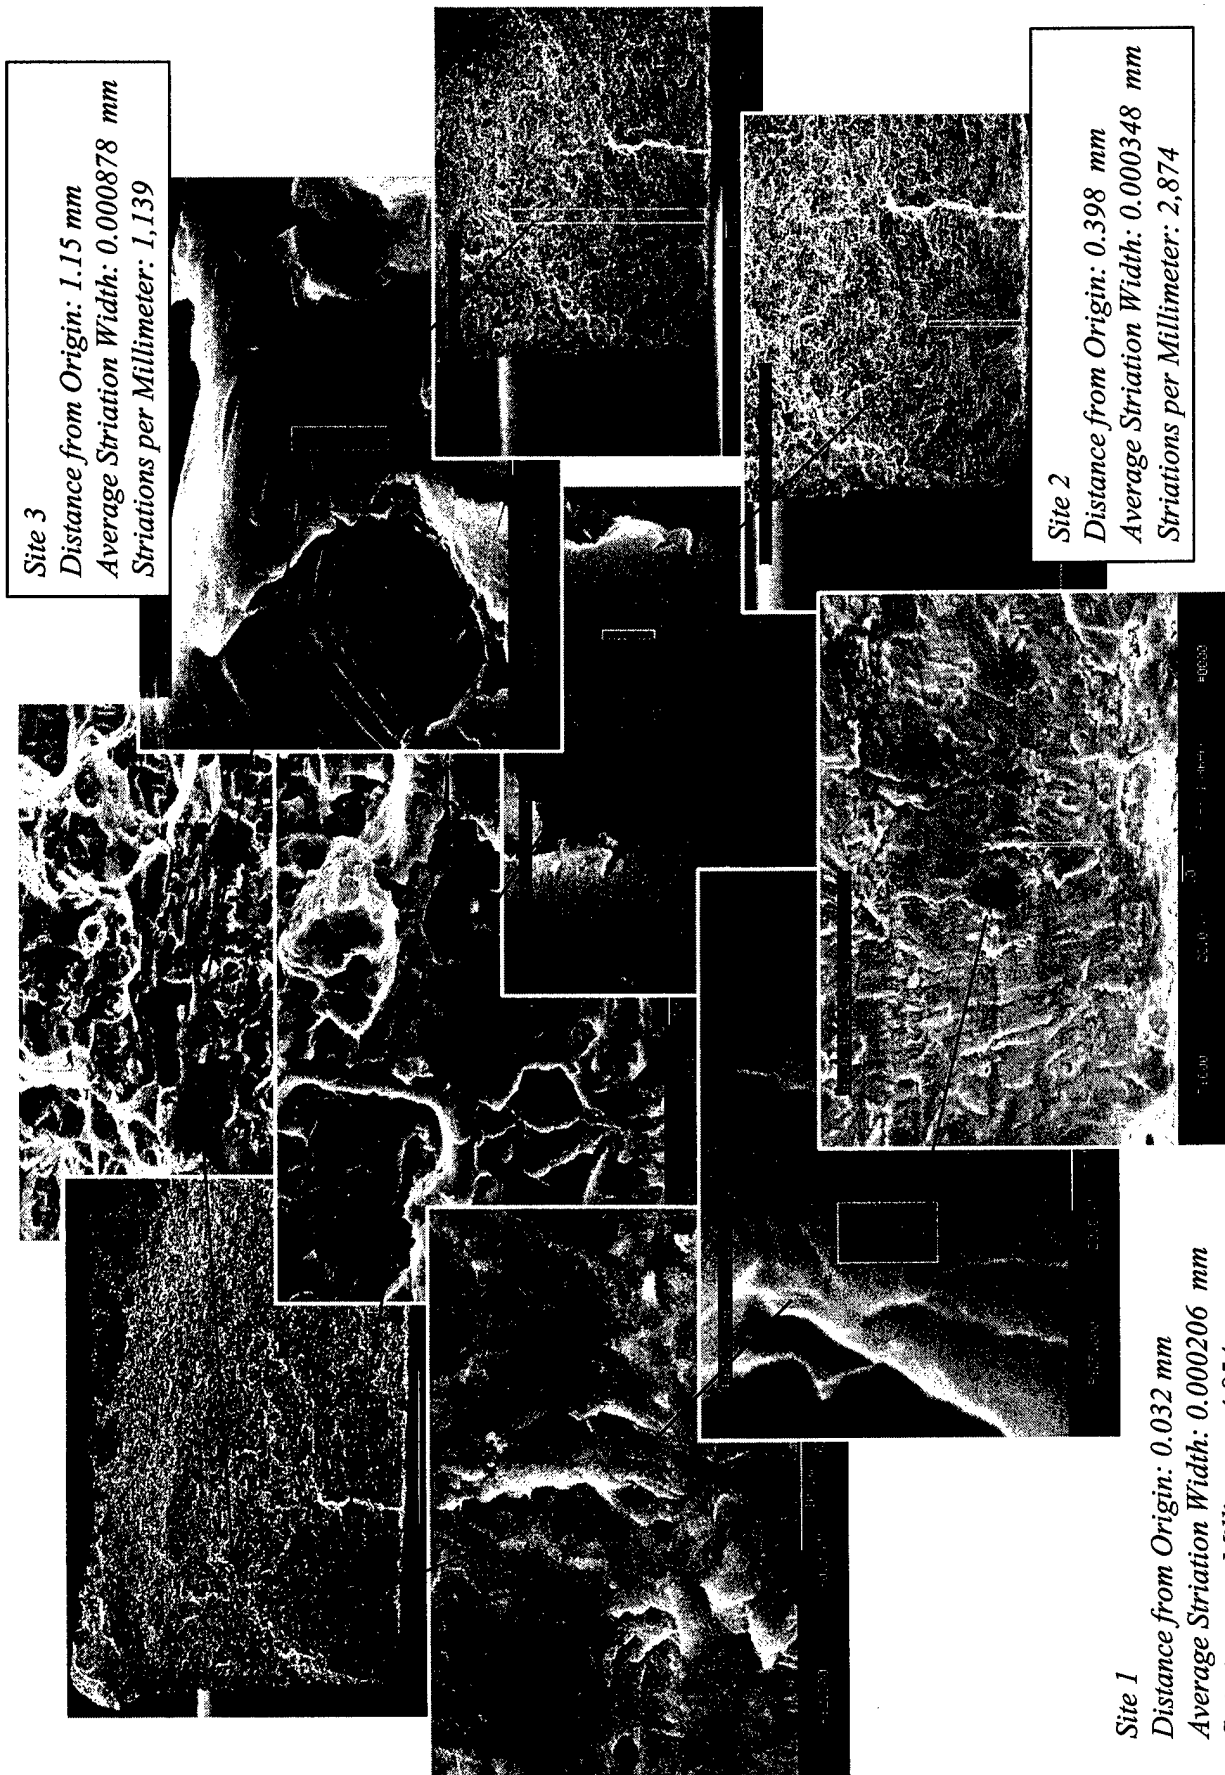 Site 3
Distance from Origin: 1.15 mm
Average Striation Width: 0.000878 mm
Striations per Millimeter: 1,139
Site 2
Distance from Origin: 0.398 mm
Average Striation Width: 0.000348 mm
Striations per Millimeter: 2,874
Site 1
Distance from Origin: 0.032 mm
Average Striation Width: 0.000206 mm